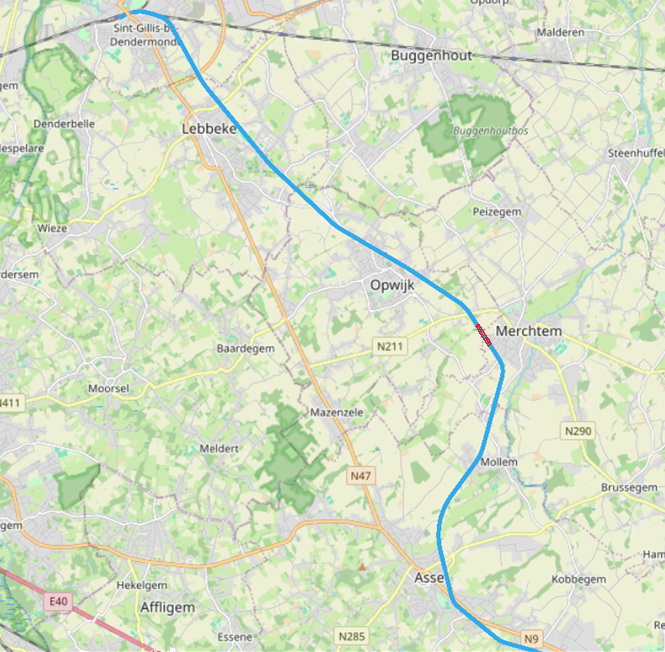 Opdorp
Sint-Gillis-bij-
Dendermonde
Malderen
Buggenhout
Denderbelle
Lebbeke
Buggenhoutbos
Steenhuffel
Wieze
Peizegem
Opwijk
Merchtem
Baardegem
N211
Moorsel
N411
Mazenzele
N290
Meldert
Mollem
N47
Brussegem
Asse
Kobbegem
Hekelgem
E40
Affligem
Essene
N285
N9